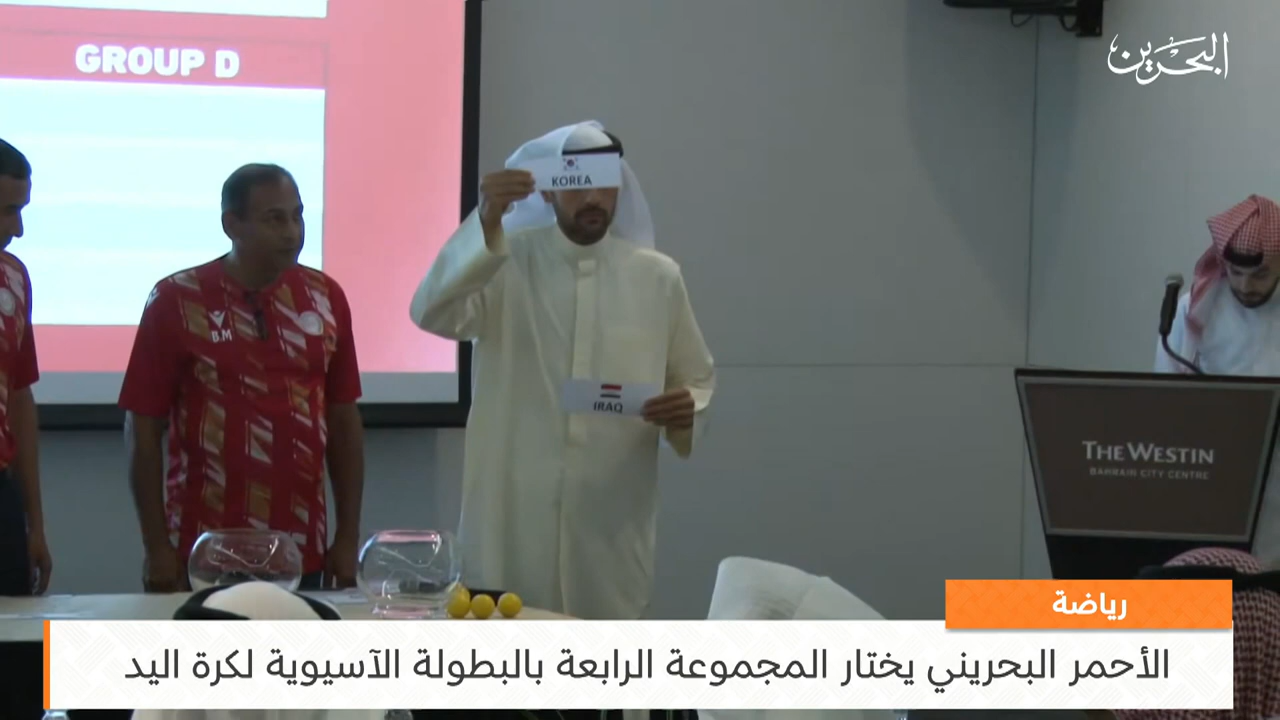 GROUP D
البحرين
KOREA
B.M
IRAQ
THE WESTIN
BAHRAIN CITY CENTRE
رياضة
الأحمر البحريني يختار المجموعة الرابعة بالبطولة الآسيوية لكرة اليد